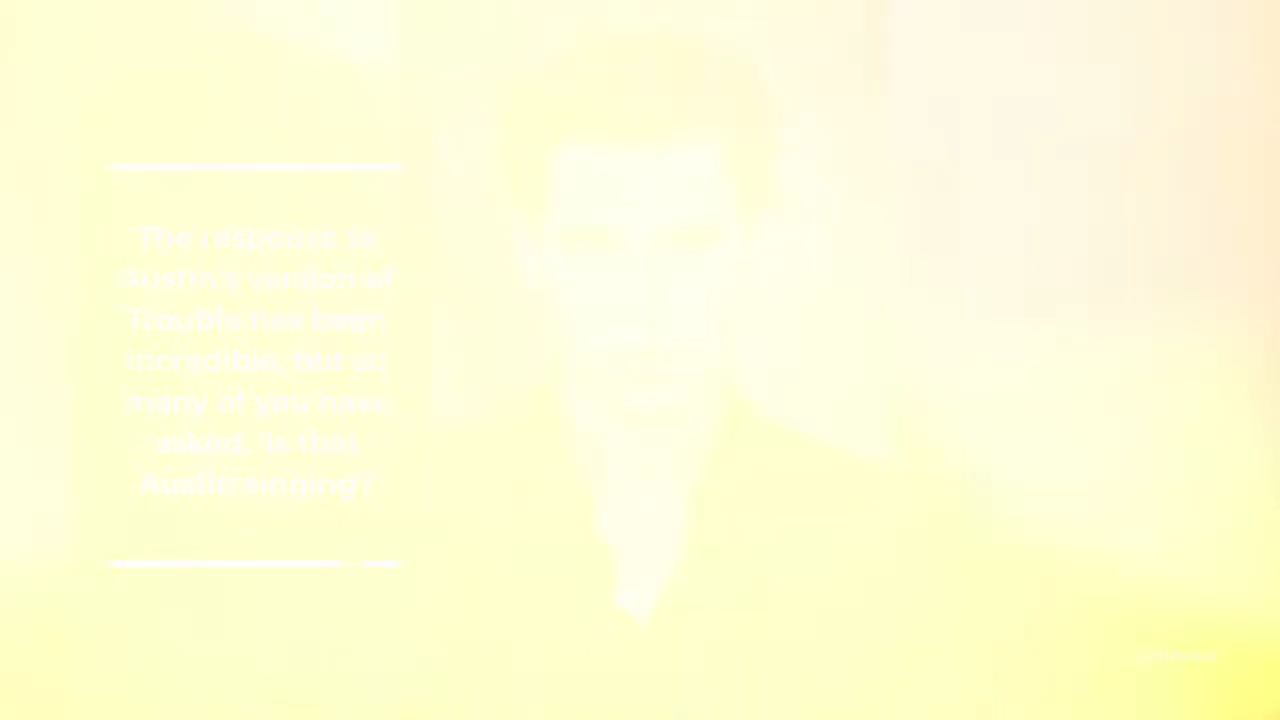 "The response to
Austin's version of
Trouble has been
incredible, but so
many of you have
asked, 'Is that
Austin singing?'